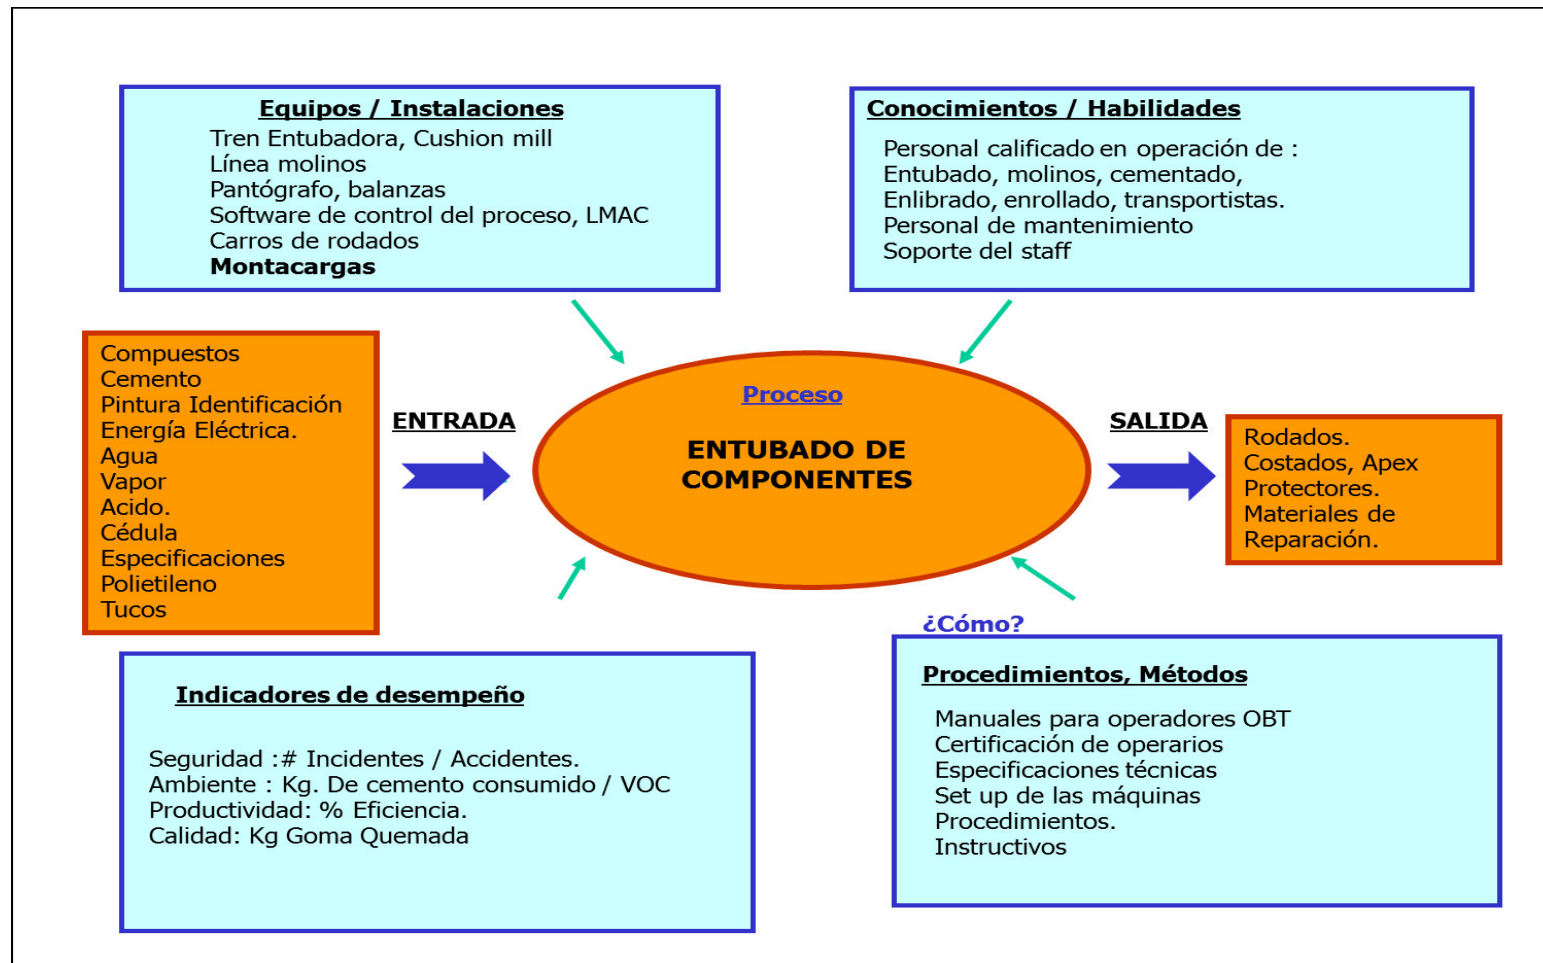 Equipos / Instalaciones
Tren Entubadora, Cushion mill
Línea molinos
Pantógrafo, balanzas
Software de control del proceso, LMAC
Carros de rodados
Montacargas
Conocimientos / Habilidades
Personal calificado en operación de :
Entubado, molinos, cementado,
Enlibrado, enrollado, transportistas.
Personal de mantenimiento
Soporte del staff
Compuestos
Cemento
Pintura Identificación
Energía Eléctrica.
Agua
Vapor
Acido.
Cédula
Especificaciones
Polietileno
Tucos
ENTRADA
Proceso
ENTUBADO DE
COMPONENTES
SALIDA
Rodados.
Costados, Apex
Protectores.
Materiales de
Reparación.
Indicadores de desempeño
Seguridad :# Incidentes / Accidentes.
Ambiente : Kg. De cemento consumido / VOC
Productividad: % Eficiencia.
Calidad: Kg Goma Quemada
¿Cómo?
Procedimientos, Métodos
Manuales para operadores OBT
Certificación de operarios
Especificaciones técnicas
Set up de las máquinas
Procedimientos.
Instructivos